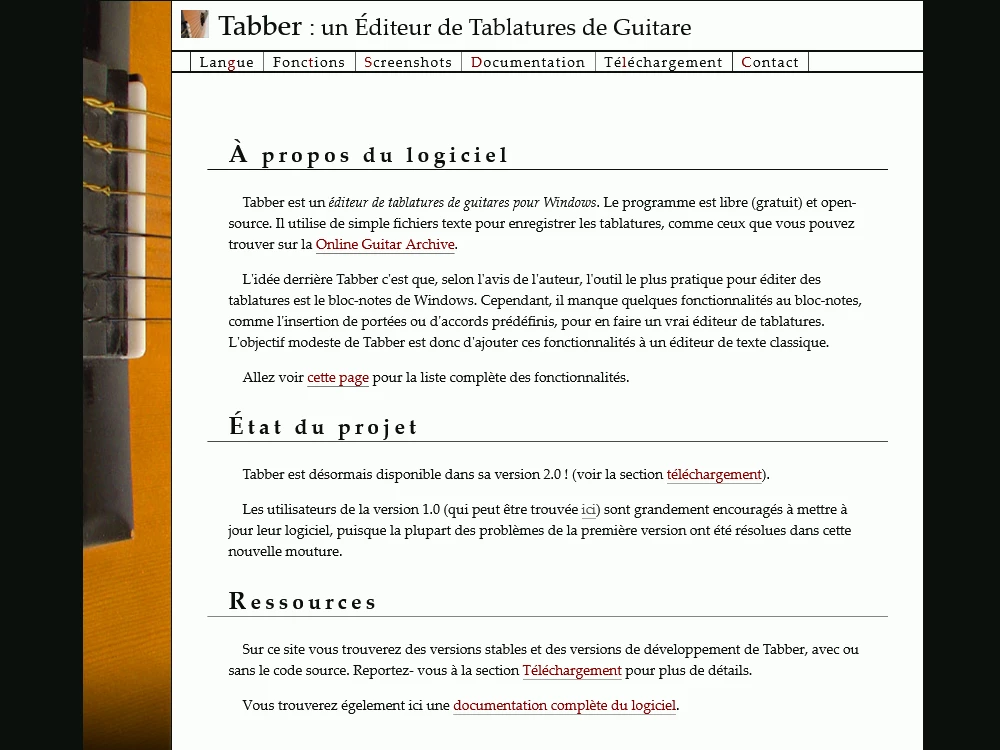 Tabber : un Éditeur de Tablatures de Guitare
Langue Fonctions Screenshots Documentation Téléchargement Contact
À propos du logiciel
Tabber est un éditeur de tablatures de guitares pour Windows. Le programme est libre (gratuit) et open-
source. Il utilise de simple fichiers texte pour enregistrer les tablatures, comme ceux que vous pouvez
trouver sur la Online Guitar Archive.
L'idée derrière Tabber c'est que, selon l'avis de l'auteur, l'outil le plus pratique pour éditer des
tablatures est le bloc-notes de Windows. Cependant, il manque quelques fonctionnalités au bloc-notes,
comme l'insertion de portées ou d'accords prédéfinis, pour en faire un vrai éditeur de tablatures.
L'objectif modeste de Tabber est donc d'ajouter ces fonctionnalités à un éditeur de texte classique.
Allez voir cette page pour la liste complète des fonctionnalités.
État du projet
Tabber est désormais disponible dans sa version 2.0 ! (voir la section téléchargement).
Les utilisateurs de la version 1.0 (qui peut être trouvée ici) sont grandement encouragés à mettre à
jour leur logiciel, puisque la plupart des problèmes de la première version ont été résolues dans cette
nouvelle mouture.
Ressources
Sur ce site vous trouverez des versions stables et des versions de développement de Tabber, avec ou
sans le code source. Reportez- vous à la section Téléchargement pour plus de détails.
Vous trouverez égelement ici une documentation complète du logiciel.